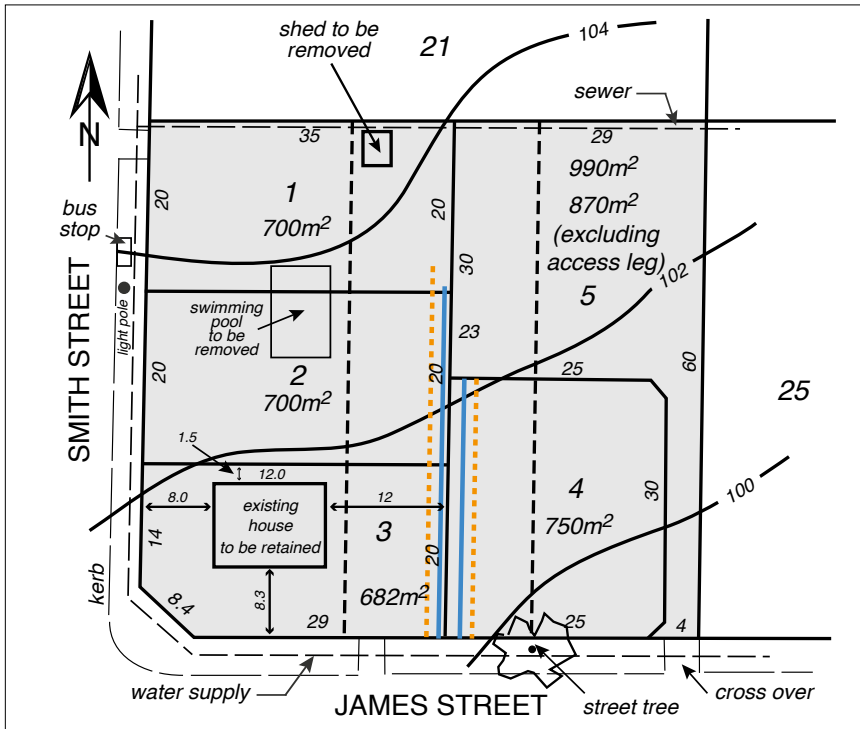 shed to be
removed
21
104
sewer
N
35
29
990m2
870m2
(excluding
access leg)
1
700m2
20
20
30
bus
stop
102
5
light pole
swimming
pool
to be
removed
23
SMITH STREET
20
20
2
700m2
25
60
25
1.5
12.0
8.0
12
existing
house
to be retained
4
750m2
30
100
3
14
20
8.4
8.3
682m2
kerb
29
25
4
water supply
JAMES STREET
street tree
cross over